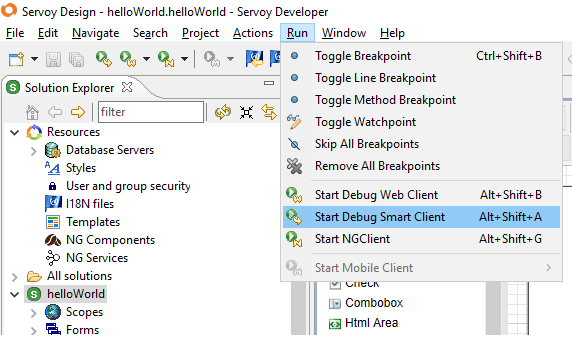 Servoy Design - helloWorld.helloWorld - Servoy Developer
File Edit Navigate Search Project Actions Run Window Help
Solution Explorer
filter
Resources
Database Servers
Styles
User and group security
I18N files
Templates
NG Components
NG Services
All solutions
helloWorld
Scopes
Forms
Toggle Breakpoint Ctrl+Shift+B
Toggle Line Breakpoint
Toggle Method Breakpoint
Toggle Watchpoint
Skip All Breakpoints
Remove All Breakpoints
Start Debug Web Client Alt+Shift+B
Start Debug Smart Client Alt+Shift+A
Start NGClient Alt+Shift+G
Start Mobile Client
Check
Combobox
Html Area